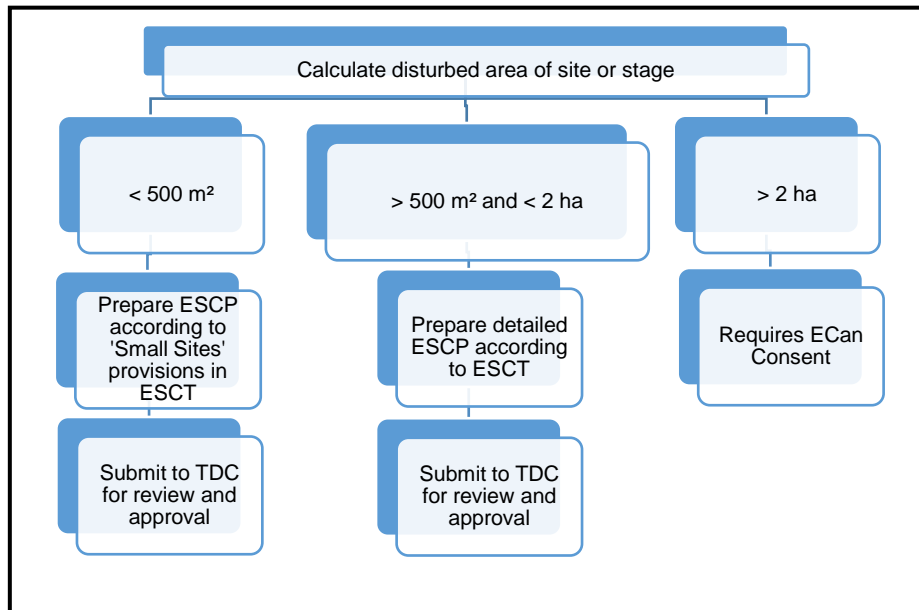 Calculate disturbed area of site or stage
< 500 m²
> 500 m² and < 2 ha
> 2 ha
Prepare ESCP
according to
'Small Sites'
provisions in
ESCT
Prepare detailed
ESCP according
to ESCT
Requires ECan
Consent
Submit to TDC
for review and
approval
Submit to TDC
for review and
approval